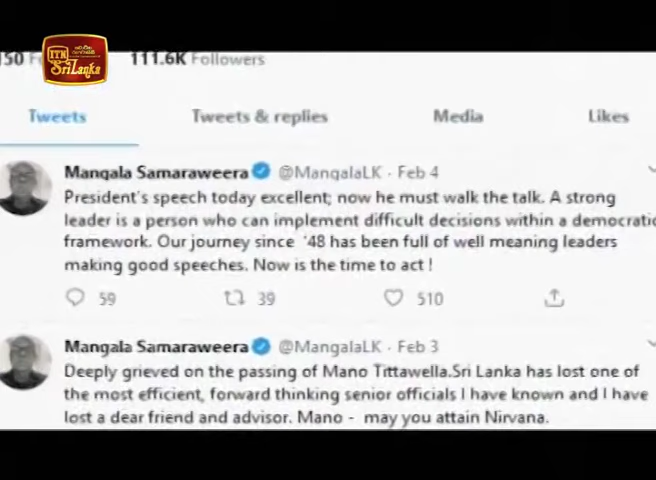 ITN
Sri Lanka
150
111.6K Followers
Tweets Tweets & replies Media Likes
Mangala Samaraweera @MangalaLK · Feb 4
President's speech today excellent; now he must walk the talk. A strong
leader is a person who can implement difficult decisions within a democratic
framework. Our journey since '48 has been full of well meaning leaders
making good speeches. Now is the time to act !
59 39 510
Mangala Samaraweera @MangalaLK · Feb 3
Deeply grieved on the passing of Mano Tittawella.Sri Lanka has lost one of
the most efficient, forward thinking senior officials I have known and I have
lost a dear friend and advisor. Mano - may you attain Nirvana.